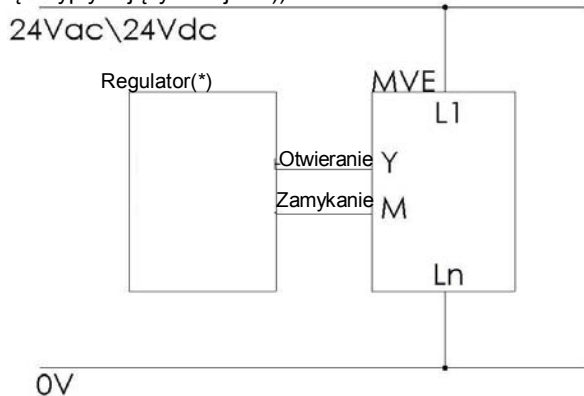 24Vac\24Vdc
Regulator(*)
MVE
L1
Otwieranie Y
Zamykanie M
Ln
0V